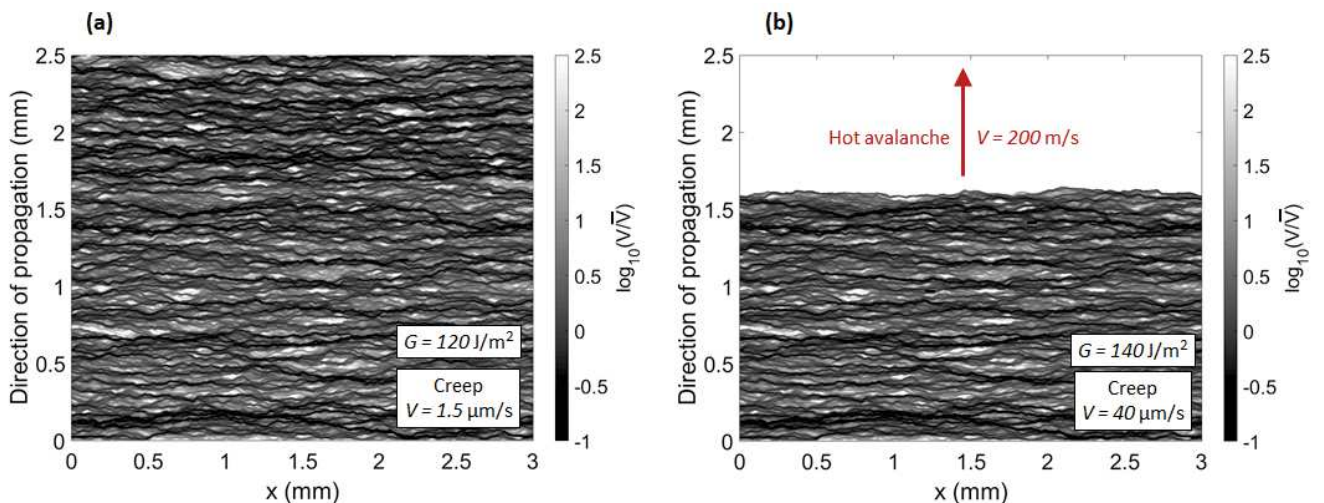 (a)
2.5
2
1.5
1
0.5
0
Direction of propagation (mm)
0 0.5 1 1.5 2 2.5 3
x (mm)
G = 120 J/m²
Creep
V = 1.5 μm/s
2.5
2
1.5
1
0.5
0
-0.5
-1
log₁₀(V/V̅)
(b)
2.5
2
1.5
1
0.5
0
Direction of propagation (mm)
Hot avalanche V = 200 m/s
G = 140 J/m²
Creep
V = 40 μm/s
0 0.5 1 1.5 2 2.5 3
x (mm)
2.5
2
1.5
1
0.5
0
-0.5
-1
log₁₀(V/V̅)